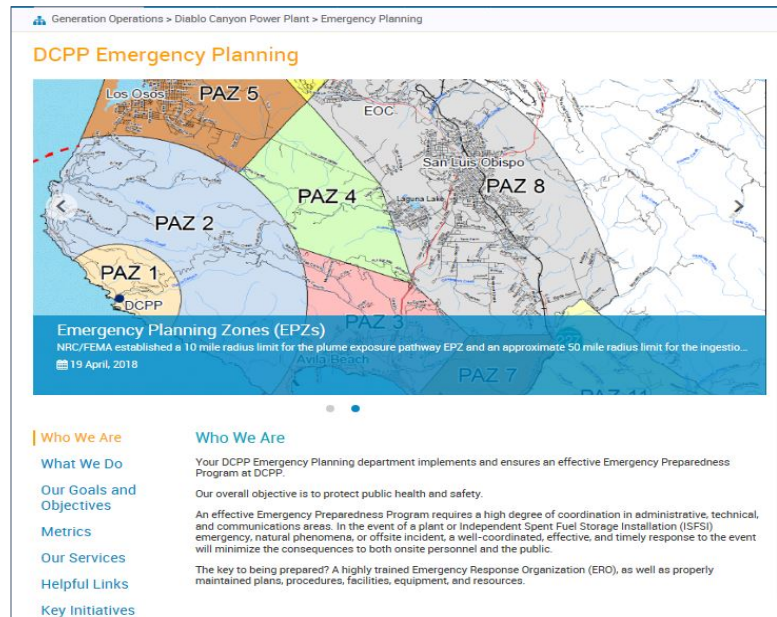 Generation Operations > Diablo Canyon Power Plant > Emergency Planning
DCPP Emergency Planning
Los Osos
PAZ 5
EOC
San Luis Obispo
PAZ 4
PAZ 8
Laguna Lake
PAZ 2
PAZ 1
DCPP
PAZ 3
Emergency Planning Zones (EPZs)
NRC/FEMA established a 10 mile radius limit for the plume exposure pathway EPZ and an approximate 50 mile radius limit for the ingestio...
Avila Beach
19 April, 2018
PAZ 7
PAZ 11
Who We Are
What We Do
Our Goals and
Objectives
Metrics
Our Services
Helpful Links
Key Initiatives
Who We Are
Your DCPP Emergency Planning department implements and ensures an effective Emergency Preparedness
Program at DCPP.
Our overall objective is to protect public health and safety.
An effective Emergency Preparedness Program requires a high degree of coordination in administrative, technical,
and communications areas. In the event of a plant or Independent Spent Fuel Storage Installation (ISFSI)
emergency, natural phenomena, or offsite incident, a well-coordinated, effective, and timely response to the event
will minimize the consequences to both onsite personnel and the public.
The key to being prepared? A highly trained Emergency Response Organization (ERO), as well as properly
maintained plans, procedures, facilities, equipment, and resources.